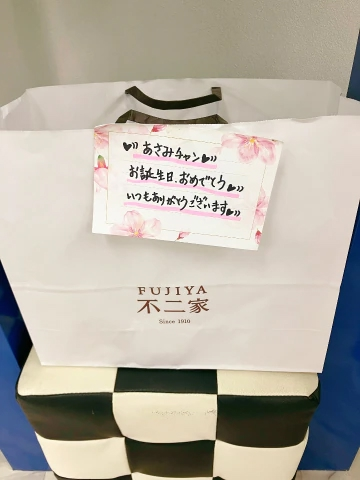 あさみチャン
お誕生日、おめでとう
いつもありがとうございます
FUJIYA
不二家
Since 1910